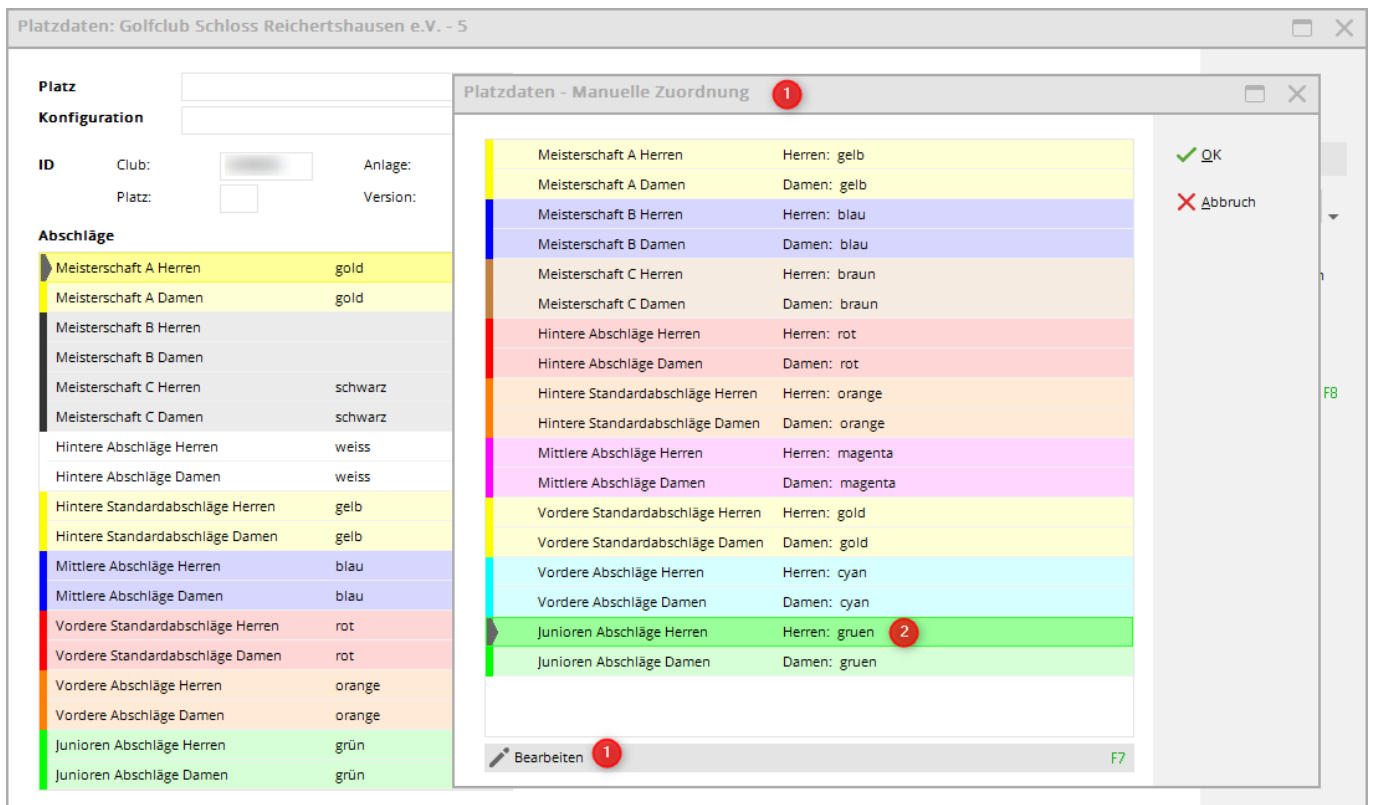 Platzdaten: Golfclub Schloss Reichertshausen e.V. - 5
Platz
Konfiguration
ID Club: Anlage:
Platz: Version:
Abschläge
Meisterschaft A Herren gold
Meisterschaft A Damen gold
Meisterschaft B Herren
Meisterschaft B Damen
Meisterschaft C Herren schwarz
Meisterschaft C Damen schwarz
Hintere Abschläge Herren weiss
Hintere Abschläge Damen weiss
Hintere Standardabschläge Herren gelb
Hintere Standardabschläge Damen gelb
Mittlere Abschläge Herren blau
Mittlere Abschläge Damen blau
Vordere Standardabschläge Herren rot
Vordere Standardabschläge Damen rot
Vordere Abschläge Herren orange
Vordere Abschläge Damen orange
Junioren Abschläge Herren grün
Junioren Abschläge Damen grün
Platzdaten - Manuelle Zuordnung 1
Meisterschaft A Herren Herren: gelb
Meisterschaft A Damen Damen: gelb
Meisterschaft B Herren Herren: blau
Meisterschaft B Damen Damen: blau
Meisterschaft C Herren Herren: braun
Meisterschaft C Damen Damen: braun
Hintere Abschläge Herren Herren: rot
Hintere Abschläge Damen Damen: rot
Hintere Standardabschläge Herren Herren: orange
Hintere Standardabschläge Damen Damen: orange
Mittlere Abschläge Herren Herren: magenta
Mittlere Abschläge Damen Damen: magenta
Vordere Standardabschläge Herren Herren: gold
Vordere Standardabschläge Damen Damen: gold
Vordere Abschläge Herren Herren: cyan
Vordere Abschläge Damen Damen: cyan
Junioren Abschläge Herren Herren: gruen 2
Junioren Abschläge Damen Damen: gruen
Bearbeiten 1 F7
OK
Abbruch
F8